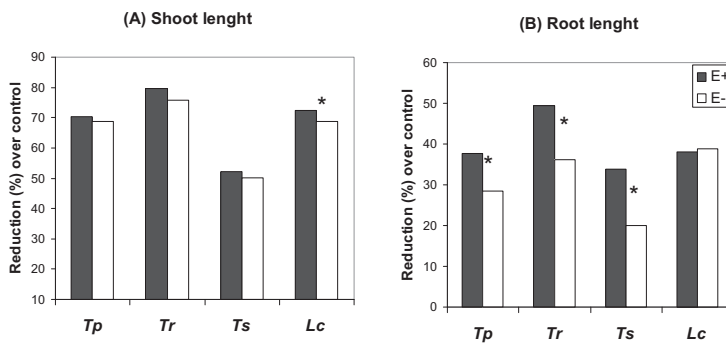 (A) Shoot lenght
Reduction (%) over control
90
80
70
60
50
40
30
20
10
*
Tp Tr Ts Lc
(B) Root lenght
Reduction (%) over control
60
50
40
30
20
10
0
E+
E-
*
*
*
Tp Tr Ts Lc